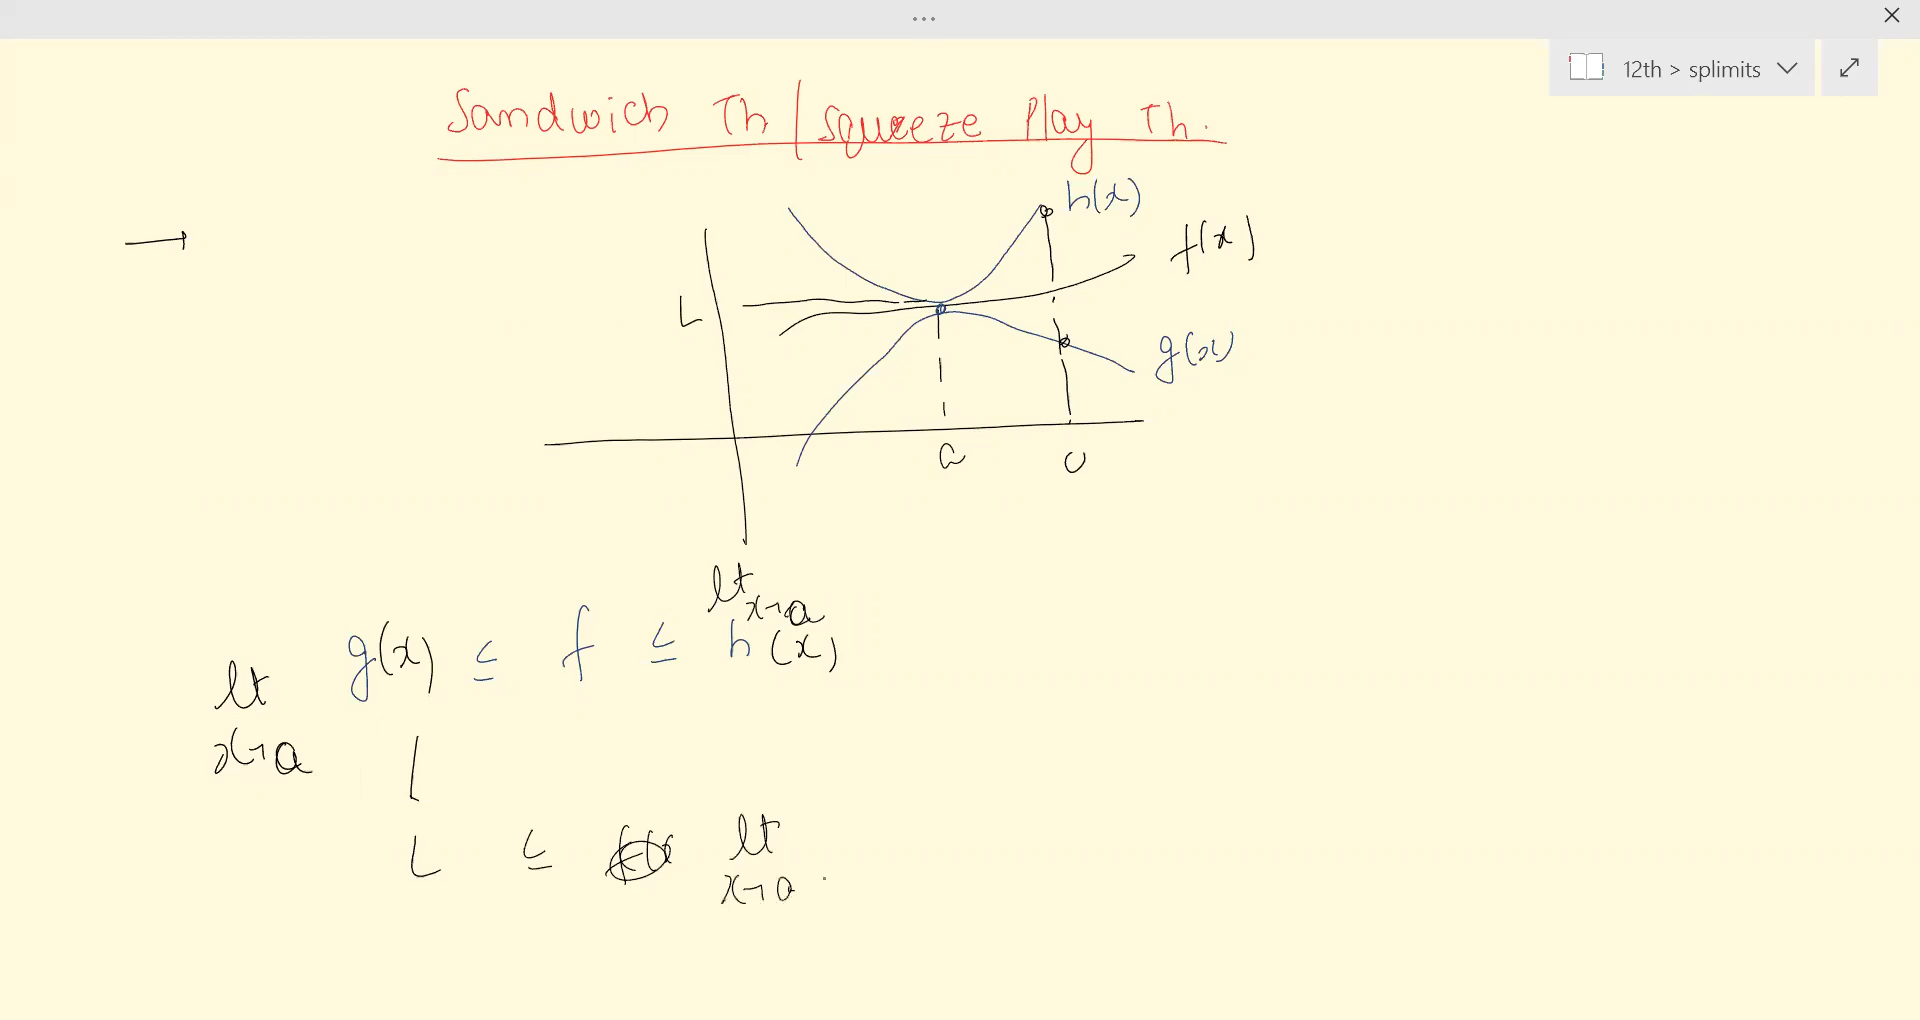 12th > splimits
Sandwich Th / squeeze Play Th.
h(x)
f(x)
L
g(x)
a
lt x→a
g(x) ≤ f ≤ h(x)
lt
x→a
L ≤ lt
x→a